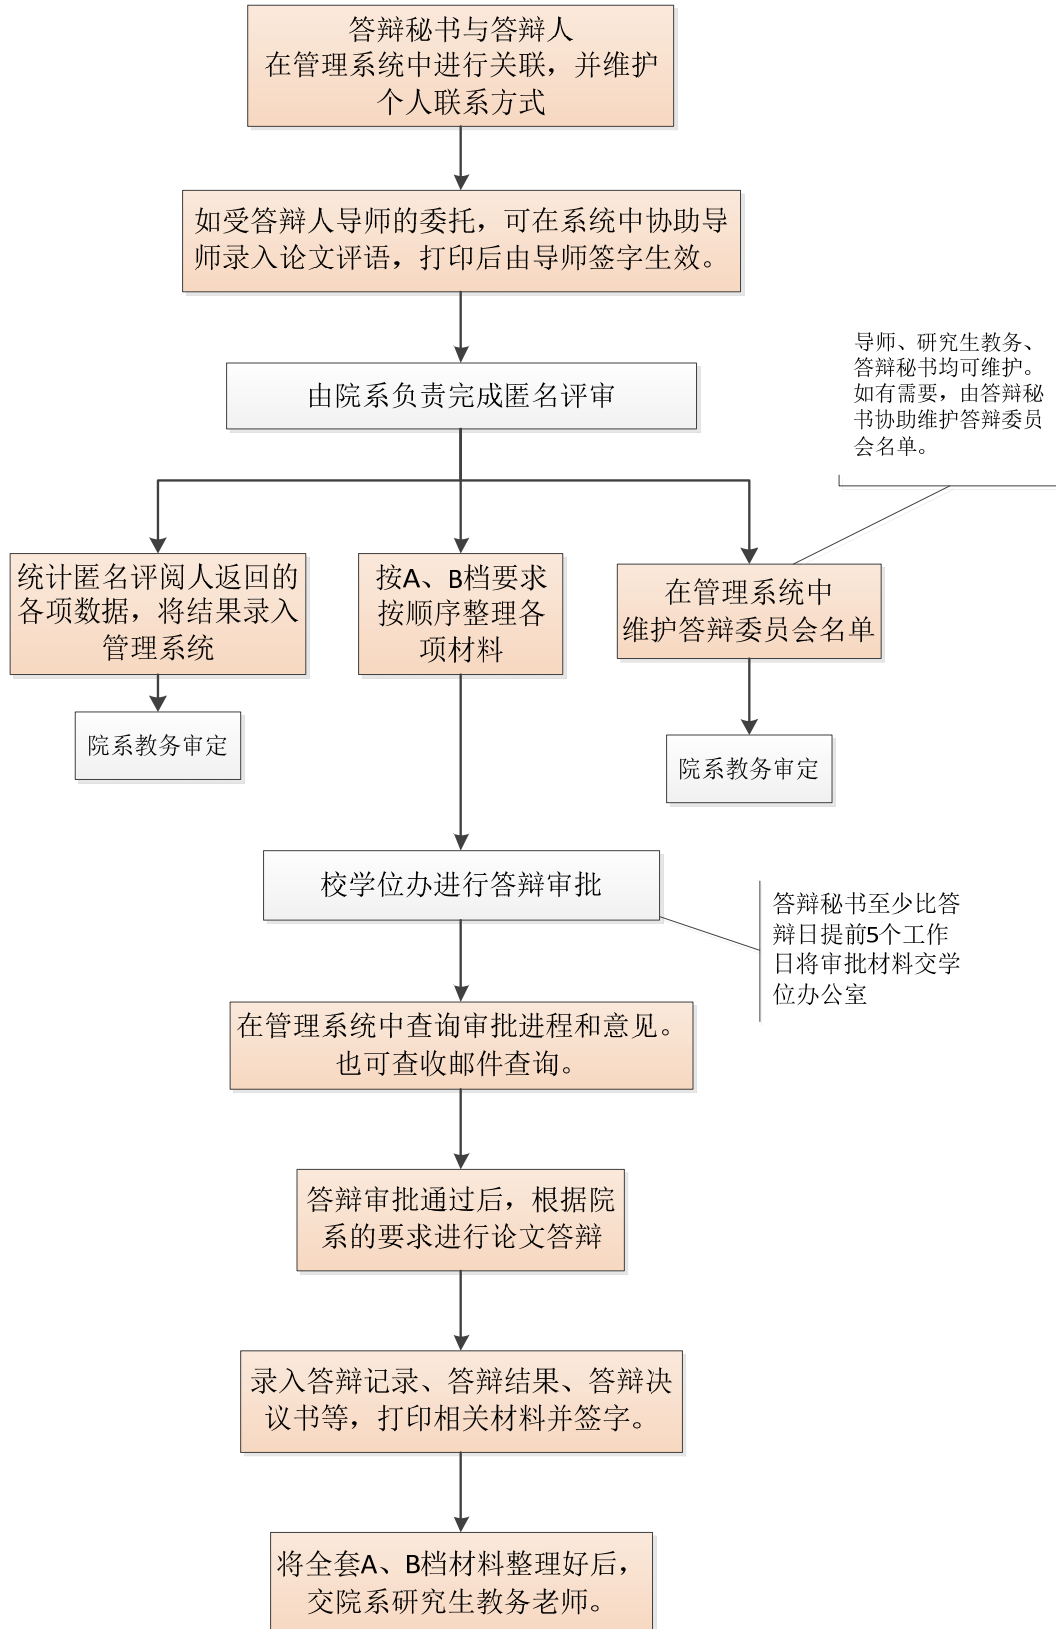 答辩秘书与答辩人
在管理系统中进行关联，并维护
个人联系方式
如受答辩人导师的委托，可在系统中协助导
师录入论文评语，打印后由导师签字生效。
由院系负责完成匿名评审
导师、研究生教务、
答辩秘书均可维护。
如有需要，由答辩秘
书协助维护答辩委员
会名单。
统计匿名评阅人返回的
各项数据，将结果录入
管理系统
按A、B档要求
按顺序整理各
项材料
在管理系统中
维护答辩委员会名单
院系教务审定
院系教务审定
校学位办进行答辩审批
答辩秘书至少比答
辩日提前5个工作
日将审批材料交学
位办公室
在管理系统中查询审批进程和意见。
也可查收邮件查询。
答辩审批通过后，根据院
系的要求进行论文答辩
录入答辩记录、答辩结果、答辩决
议书等，打印相关材料并签字。
将全套A、B档材料整理好后，
交院系研究生教务老师。